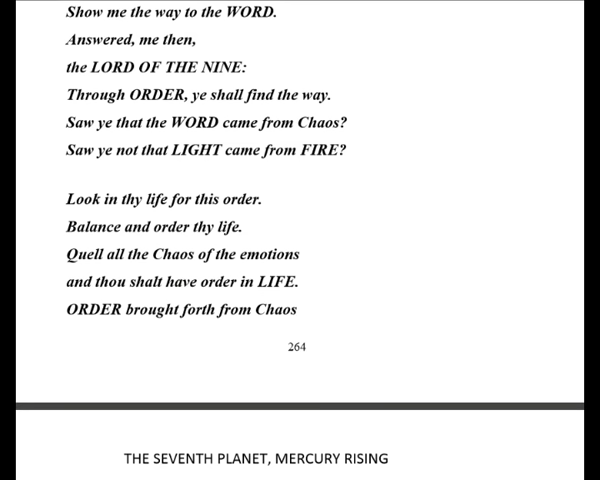 Show me the way to the WORD.
Answered, me then,
the LORD OF THE NINE:
Through ORDER, ye shall find the way.
Saw ye that the WORD came from Chaos?
Saw ye not that LIGHT came from FIRE?
Look in thy life for this order.
Balance and order thy life.
Quell all the Chaos of the emotions
and thou shalt have order in LIFE.
ORDER brought forth from Chaos
264
THE SEVENTH PLANET, MERCURY RISING